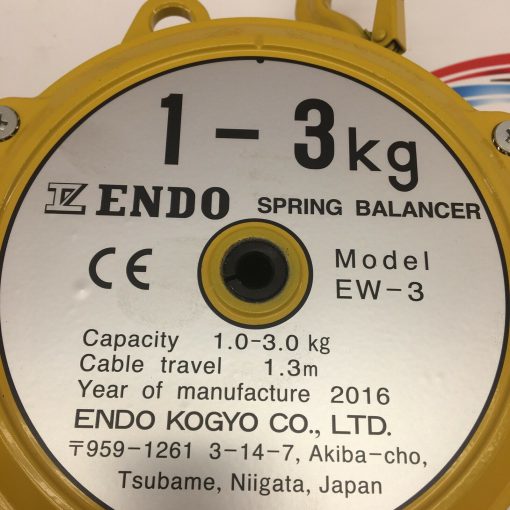 1-3kg
ENDO SPRING BALANCER
CE Model
EW-3
Capacity 1.0-3.0 kg
Cable travel 1.3m
Year of manufacture 2016
ENDO KOGYO CO., LTD.
〒959-1261 3-14-7, Akiba-cho,
Tsubame, Niigata, Japan